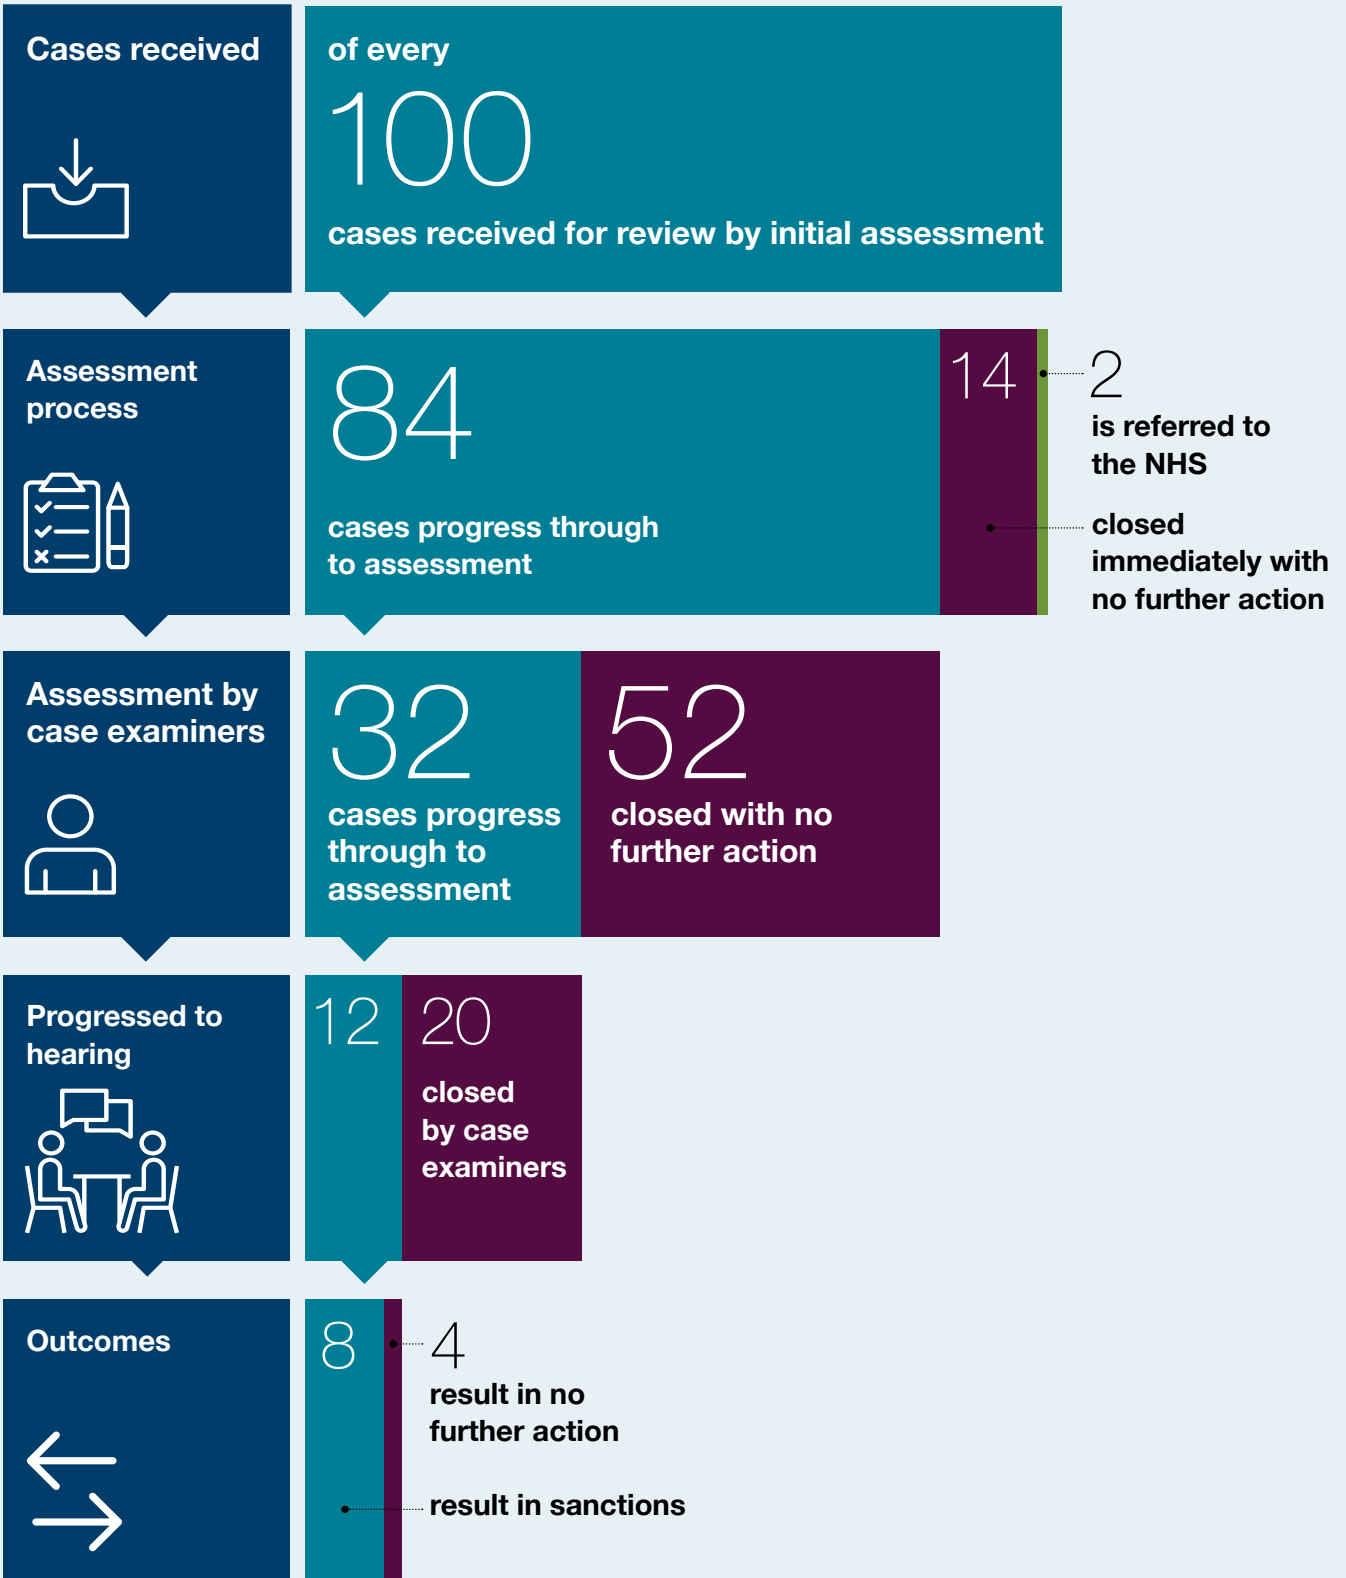 Cases received
of every
100
cases received for review by initial assessment
Assessment
process
84
cases progress through
to assessment
14
2
is referred to
the NHS
closed
immediately with
no further action
Assessment by
case examiners
32
cases progress
through to
assessment
52
closed with no
further action
Progressed to
hearing
12
20
closed
by case
examiners
Outcomes
8
4
result in no
further action
result in sanctions